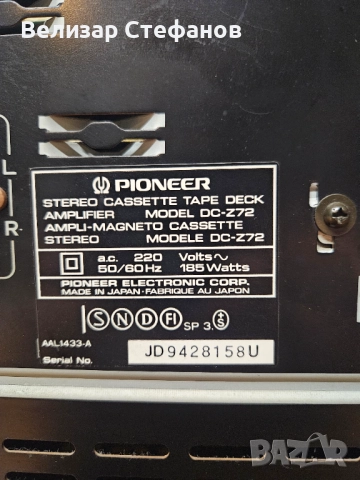 Велизар Стефанов
L
R
PIONEER
STEREO CASSETTE TAPE DECK
AMPLIFIER MODEL DC-Z72
AMPLI-MAGNETO CASSETTE
STEREO MODELE DC-Z72
a.c. 220 Volts~
50/60Hz 185Watts
PIONEER ELECTRONIC CORP.
MADE IN JAPAN-FABRIQUE AU JAPON
S N D FI SP 3. S
AAL1433-A
Serial No. JD9428158U
BAZAR